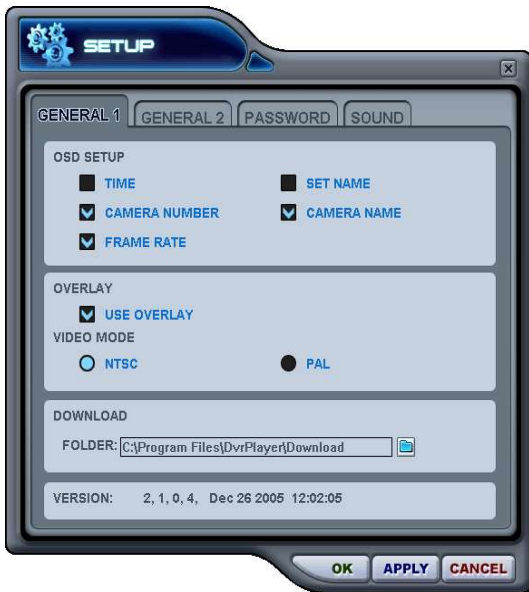 SETUP
GENERAL 1 GENERAL 2 PASSWORD SOUND
OSD SETUP
TIME SET NAME
CAMERA NUMBER CAMERA NAME
FRAME RATE
OVERLAY
USE OVERLAY
VIDEO MODE
NTSC PAL
DOWNLOAD
FOLDER: C:\Program Files\DvrPlayer\Download
VERSION: 2, 1, 0, 4, Dec 26 2005 12:02:05
OK APPLY CANCEL